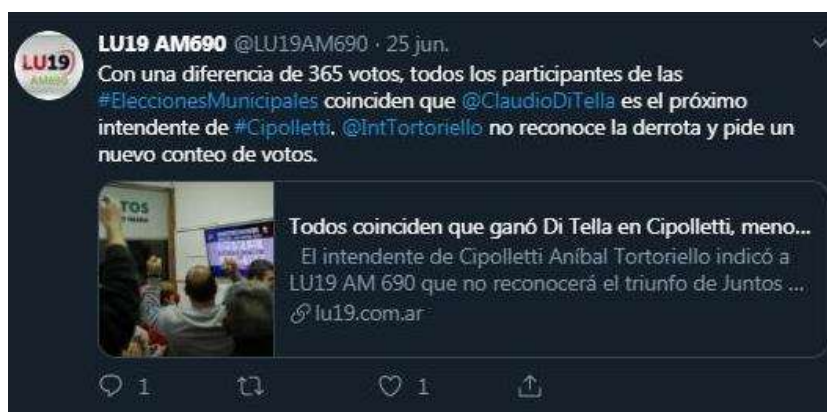 LU19 AM690 @LU19AM690 · 25 jun.
LU19
AM690
Con una diferencia de 365 votos, todos los participantes de las
#EleccionesMunicipales coinciden que @ClaudioDiTella es el próximo
intendente de #Cipolletti. @IntTortoriello no reconoce la derrota y pide un
nuevo conteo de votos.
TOS
Todos coinciden que ganó Di Tella en Cipolletti, meno...
El intendente de Cipolletti Aníbal Tortoriello indicó a
LU19 AM 690 que no reconocerá el triunfo de Juntos ...
lu19.com.ar
1
1